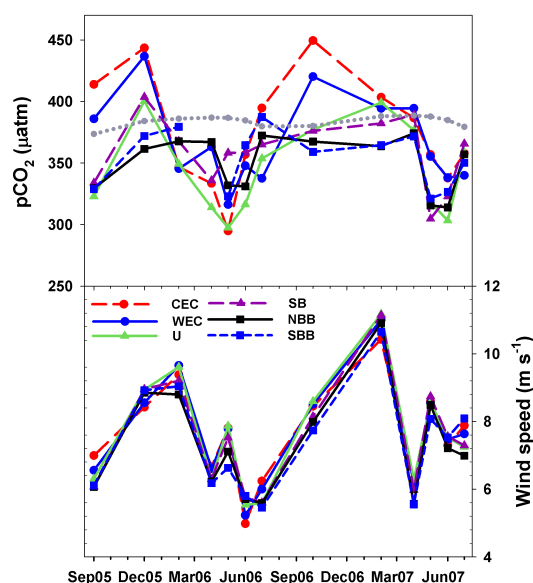 450
400
350
300
250
pCO₂ (µatm)
12
10
8
6
4
Wind speed (m s⁻¹)
CEC
SB
WEC
NBB
U
SBB
Sep05 Dec05 Mar06 Jun06 Sep06 Dec06 Mar07 Jun07